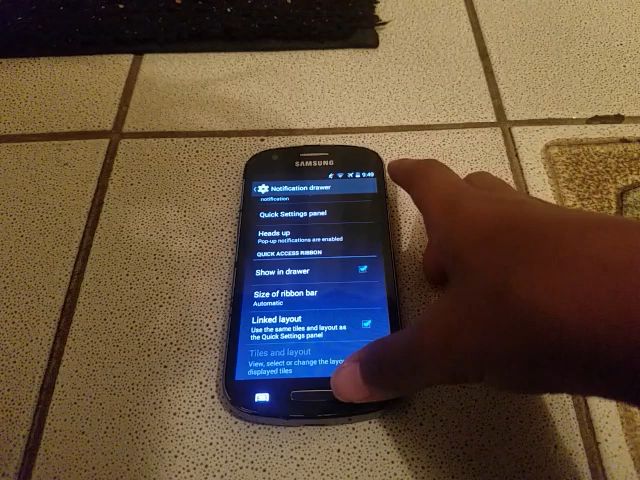 SAMSUNG
9:49
Notification drawer
notification
Quick Settings panel
Heads up
Pop-up notifications are enabled
QUICK ACCESS RIBBON
Show in drawer
Size of ribbon bar
Automatic
Linked layout
Use the same tiles and layout as
the Quick Settings panel
Tiles and layout
View, select or change the
displayed tiles